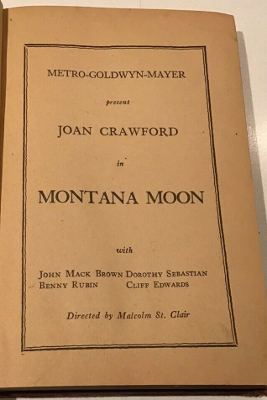 METRO-GOLDWYN-MAYER
present
JOAN CRAWFORD
in
MONTANA MOON
with
JOHN MACK BROWN DOROTHY SEBASTIAN
BENNY RUBIN CLIFF EDWARDS
Directed by Malcolm St. Clair